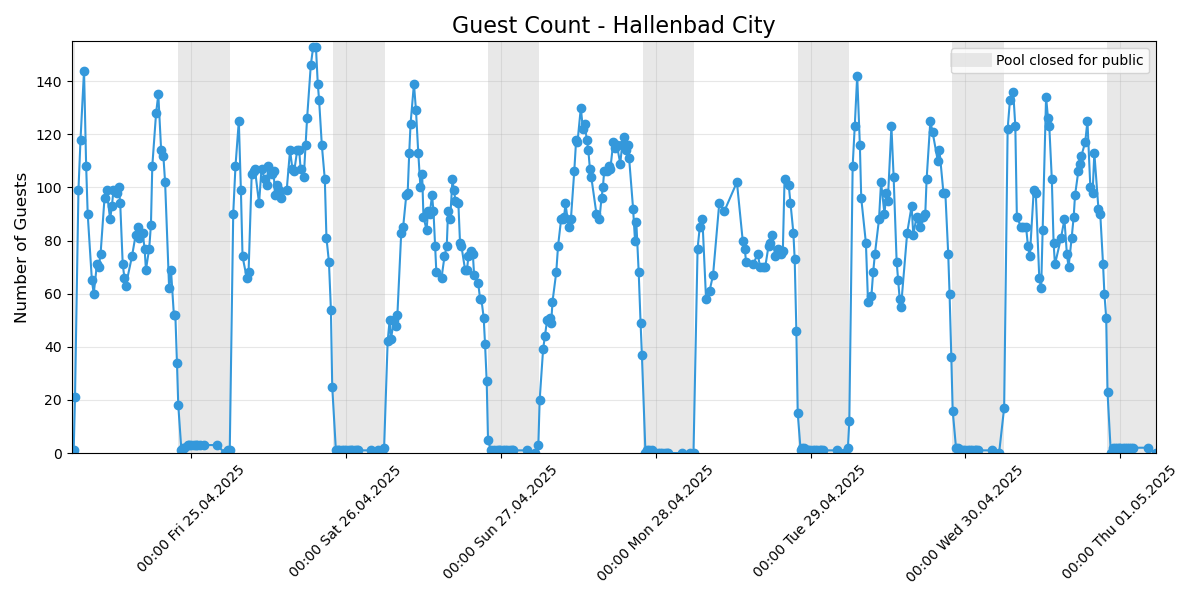 Guest Count - Hallenbad City
Pool closed for public
Number of Guests
140
120
100
80
60
40
20
0
00:00 Fri 25.04.2025
00:00 Sat 26.04.2025
00:00 Sun 27.04.2025
00:00 Mon 28.04.2025
00:00 Tue 29.04.2025
00:00 Wed 30.04.2025
00:00 Thu 01.05.2025